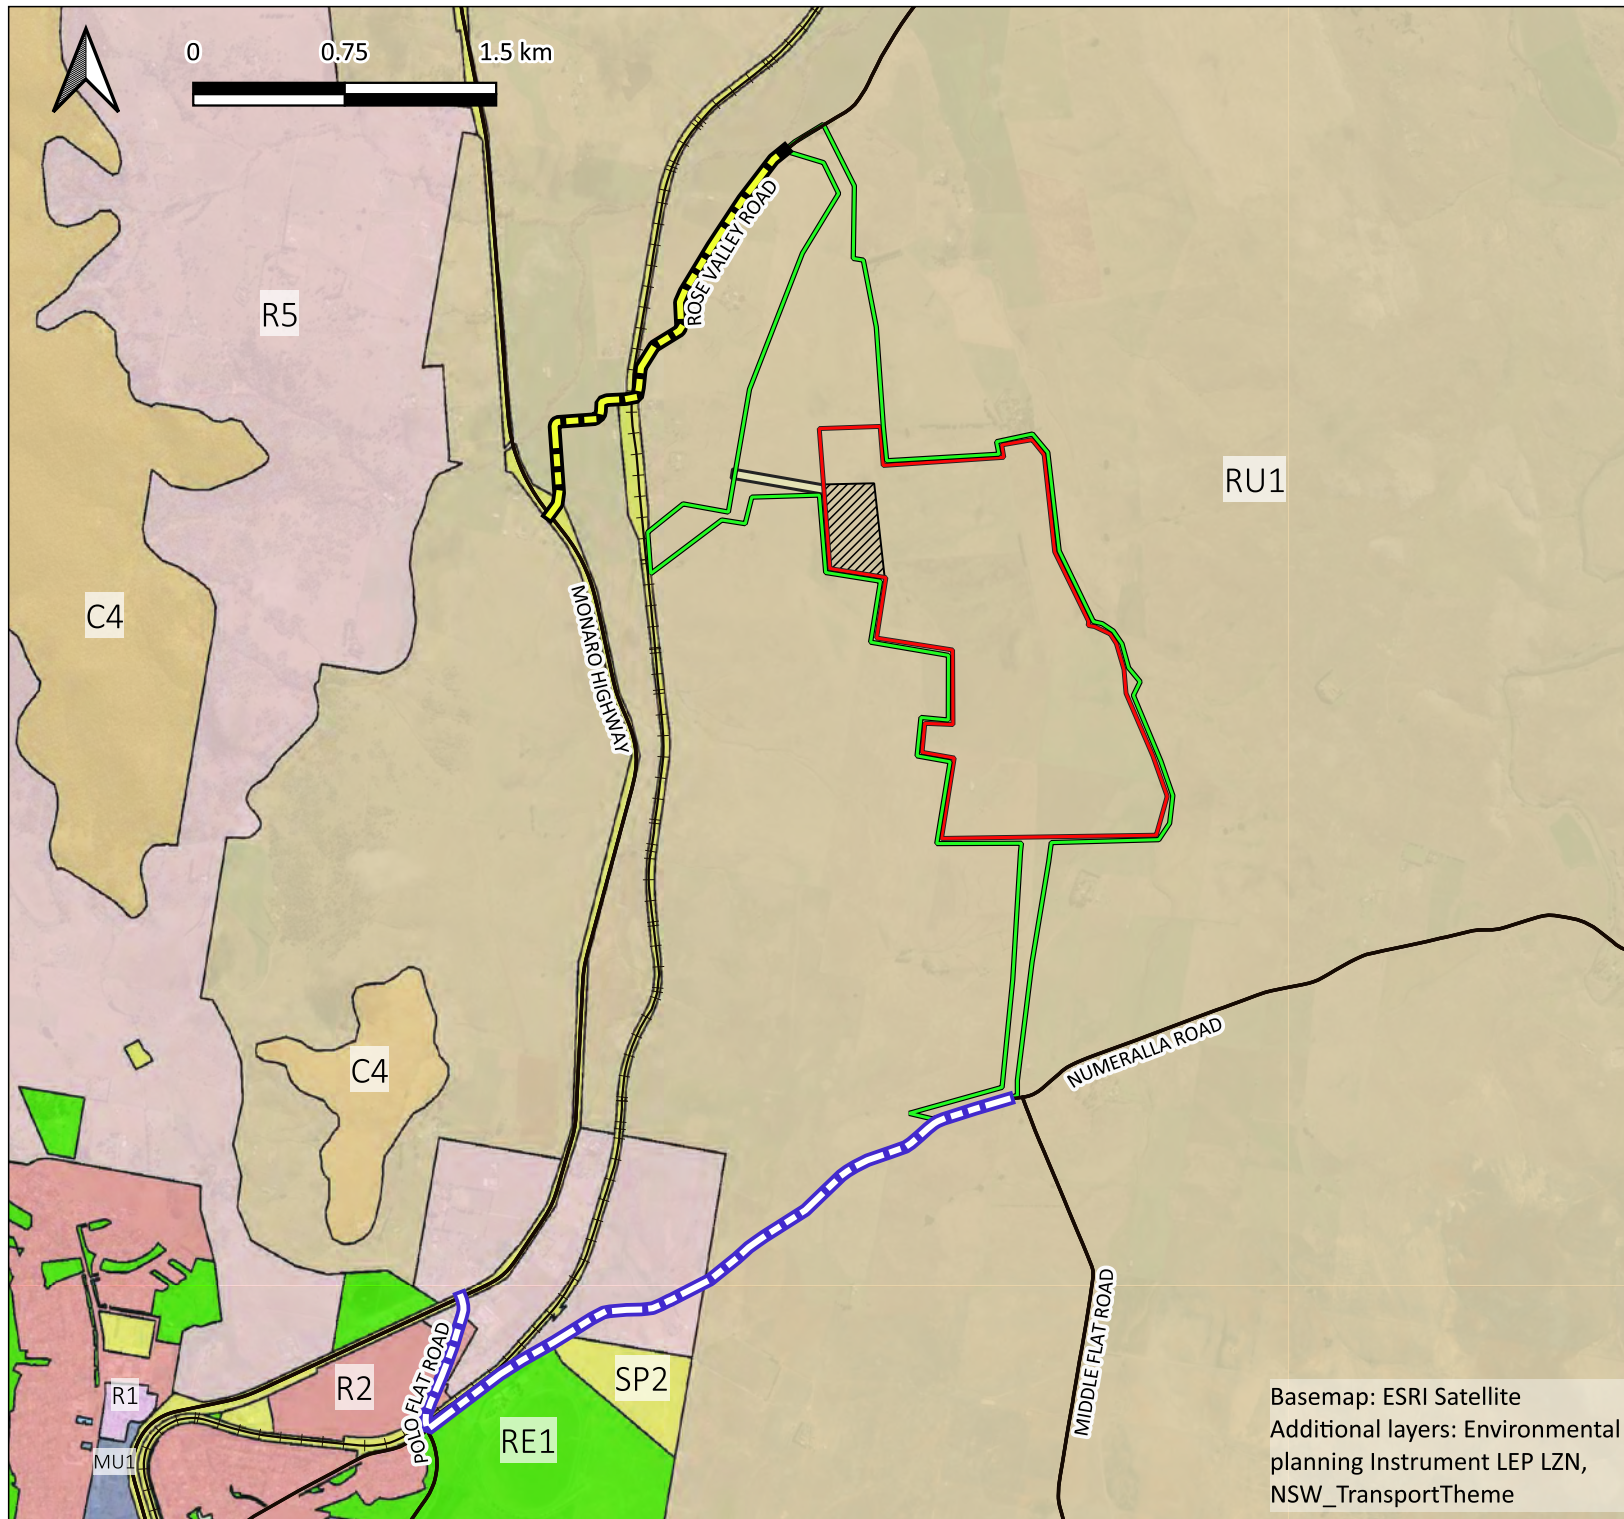 0 0.75 1.5 km
ROSE VALLEY ROAD
R5
RU1
C4
MONARO HIGHWAY
NUMERALLA ROAD
C4
MIDDLE FLAT ROAD
POLO FLAT ROAD
SP2
R2
R1
RE1
MU1
Basemap: ESRI Satellite
Additional layers: Environmental
planning Instrument LEP LZN,
NSW_TransportTheme